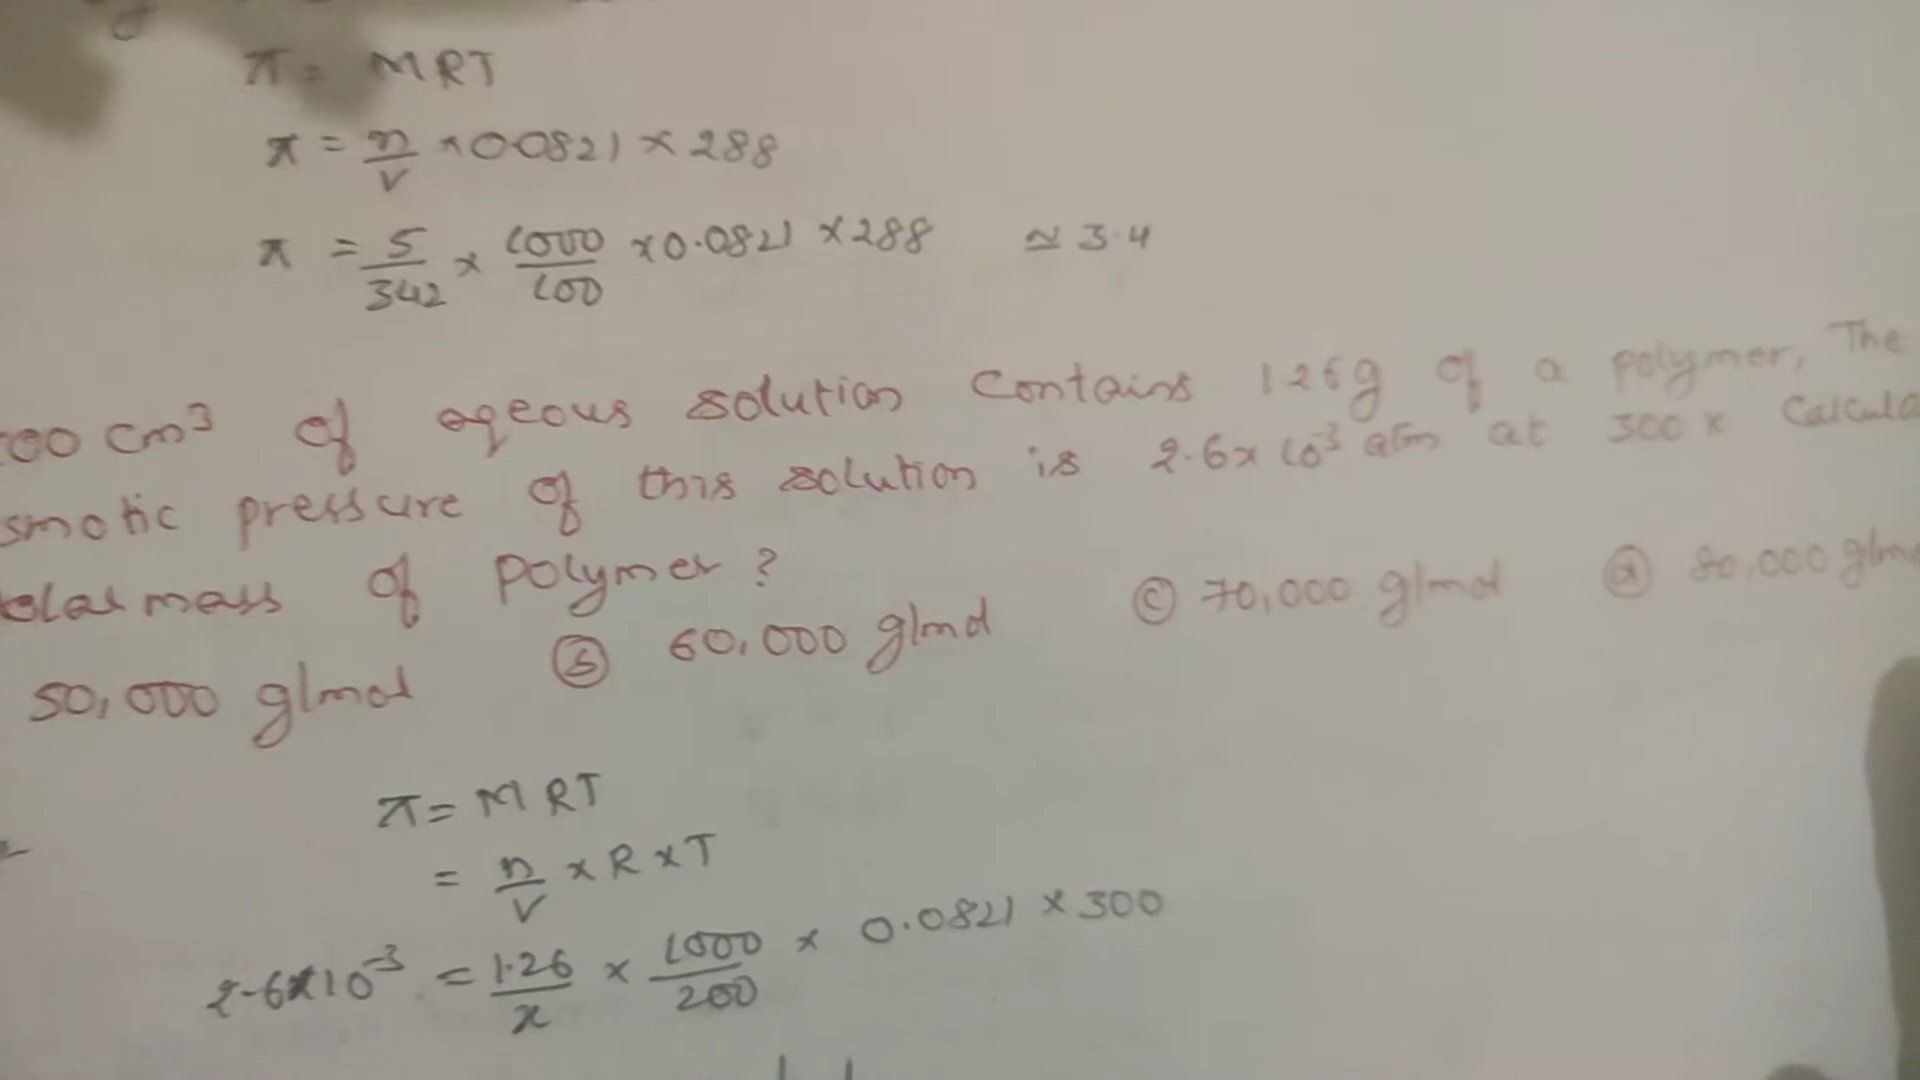 π = MRT
π = n/v × 00821 × 288
π = 5/342 × 1000/100 × 0.0821 × 288 ≃ 3.4
00 cm³ of aqeous solution contains 1.26g of a polymer, The
smotic pressure of this solution is 2.6x 10⁻³ atm at 300 K Calcula
olar mass of polymer?
50,000 g/mol ⓑ 60,000 g/mol ⓒ 70,000 g/mol ⓓ 80,000 g/mo
π = MRT
= n/v × R × T
2.6×10⁻³ = 1.26/x × 1000/200 × 0.0821 × 300